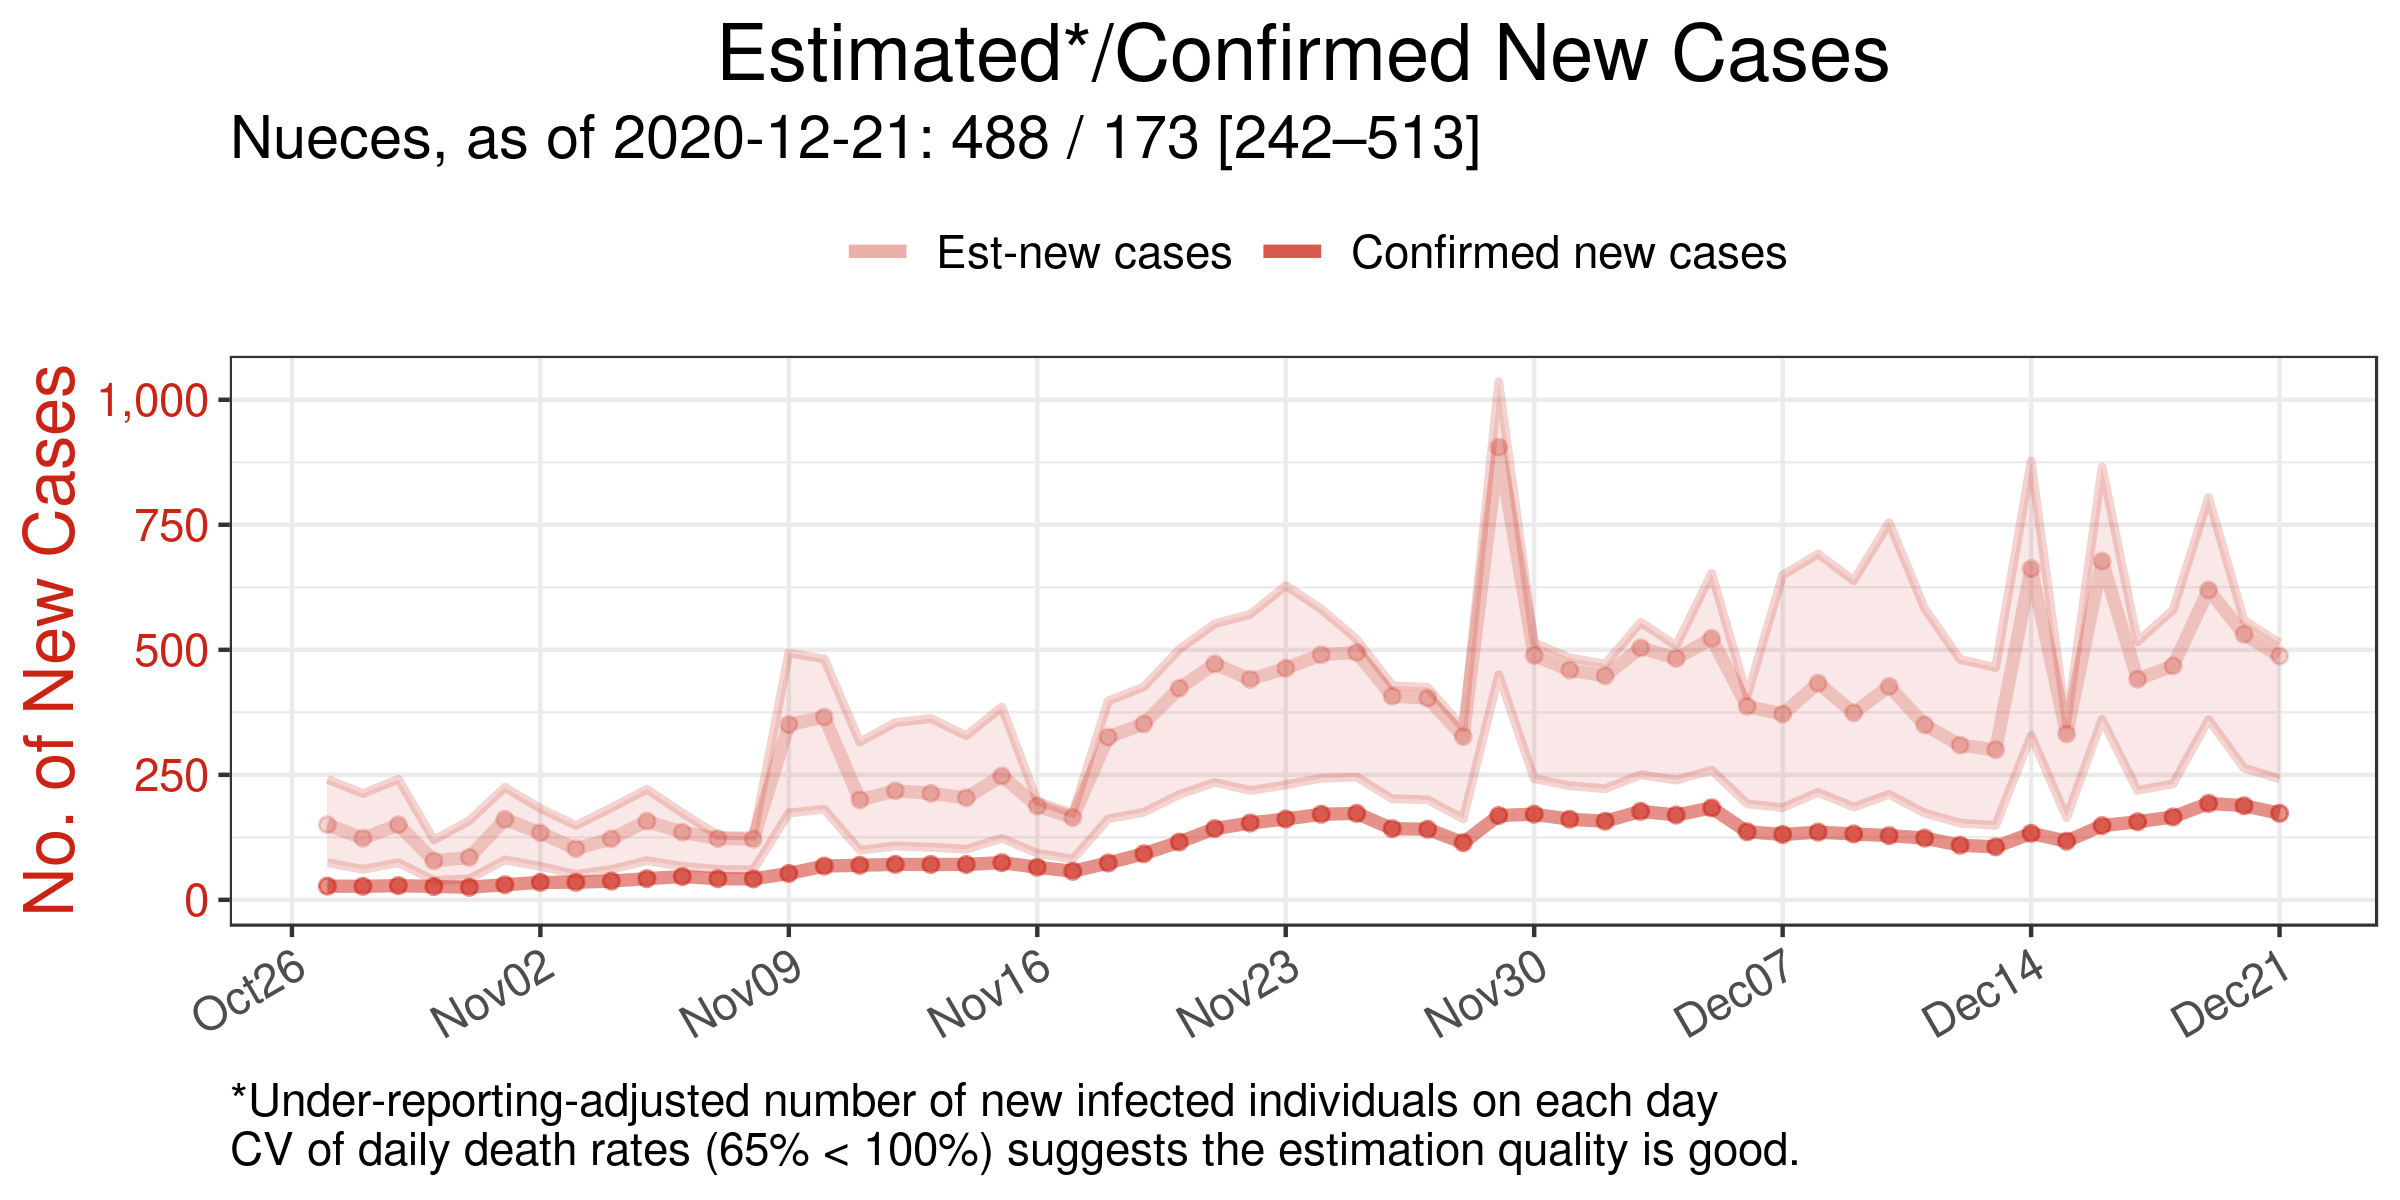 Estimated*/Confirmed New Cases
Nueces, as of 2020-12-21: 488 / 173 [242–513]
Est-new cases Confirmed new cases
No. of New Cases
1,000
750
500
250
0
Oct26 Nov02 Nov09 Nov16 Nov23 Nov30 Dec07 Dec14 Dec21
*Under-reporting-adjusted number of new infected individuals on each day
CV of daily death rates (65% < 100%) suggests the estimation quality is good.